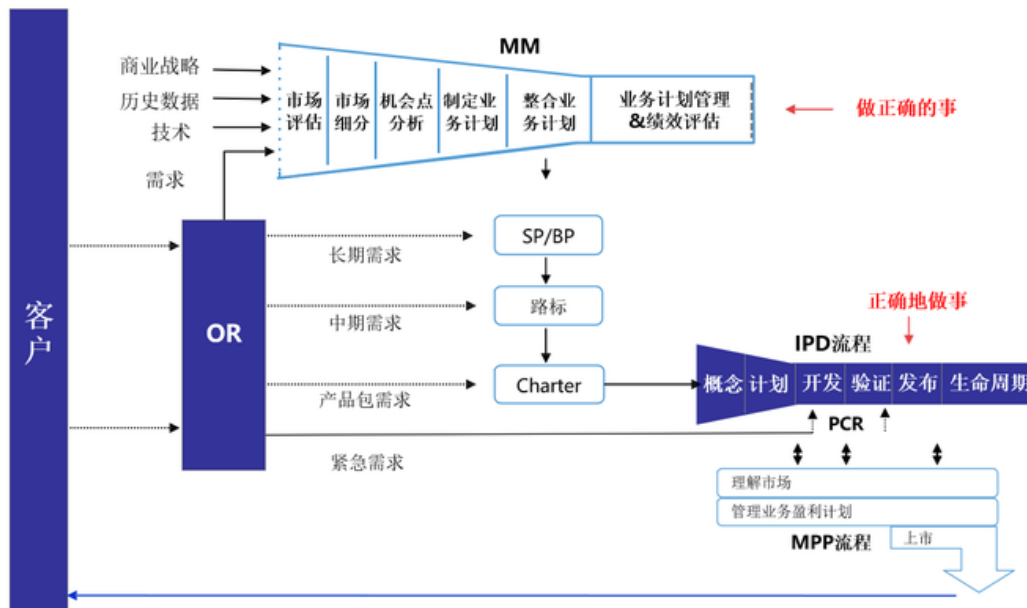 MM
商业战略
历史数据
技术
需求
市场
评估
市场
细分
机会点
分析
制定业
务计划
整合业
务计划
业务计划管理
&绩效评估
做正确的事
客户
OR
长期需求
SP/BP
中期需求
路标
产品包需求
Charter
紧急需求
正确地做事
IPD流程
概念
计划
开发
验证
发布
生命周期
PCR
理解市场
管理业务盈利计划
MPP流程
上市